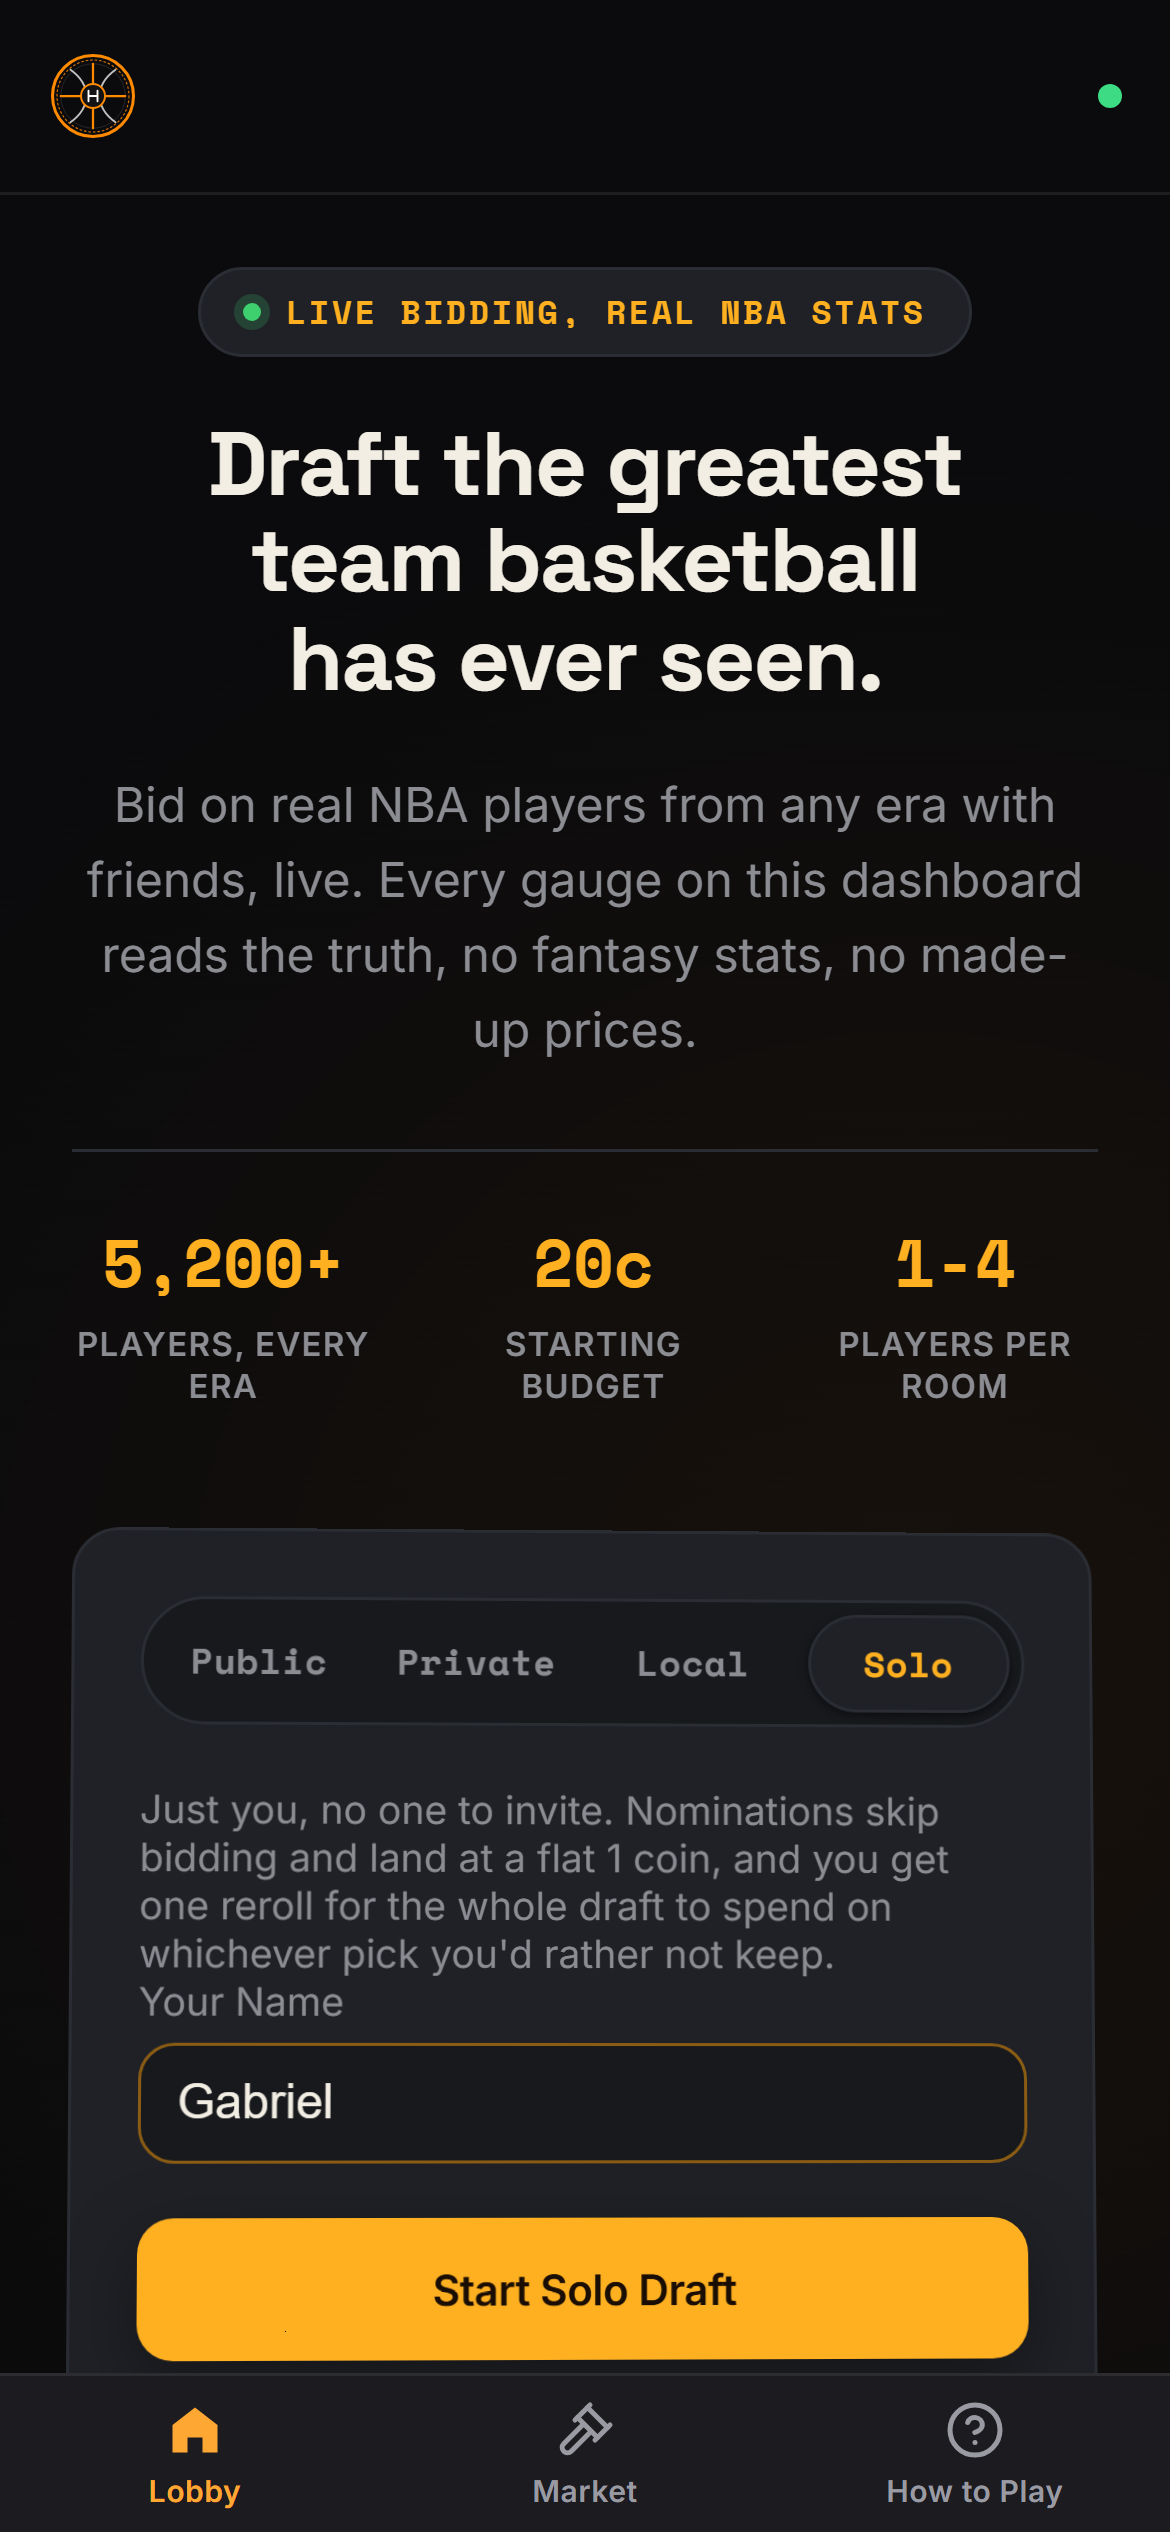 H
LIVE BIDDING, REAL NBA STATS
Draft the greatest
team basketball
has ever seen.
Bid on real NBA players from any era with
friends, live. Every gauge on this dashboard
reads the truth, no fantasy stats, no made-
up prices.
5,200+ 20c 1-4
PLAYERS, EVERY STARTING PLAYERS PER
ERA BUDGET ROOM
Public Private Local Solo
Just you, no one to invite. Nominations skip
bidding and land at a flat 1 coin, and you get
one reroll for the whole draft to spend on
whichever pick you'd rather not keep.
Your Name
Gabriel
Start Solo Draft
Lobby Market How to Play